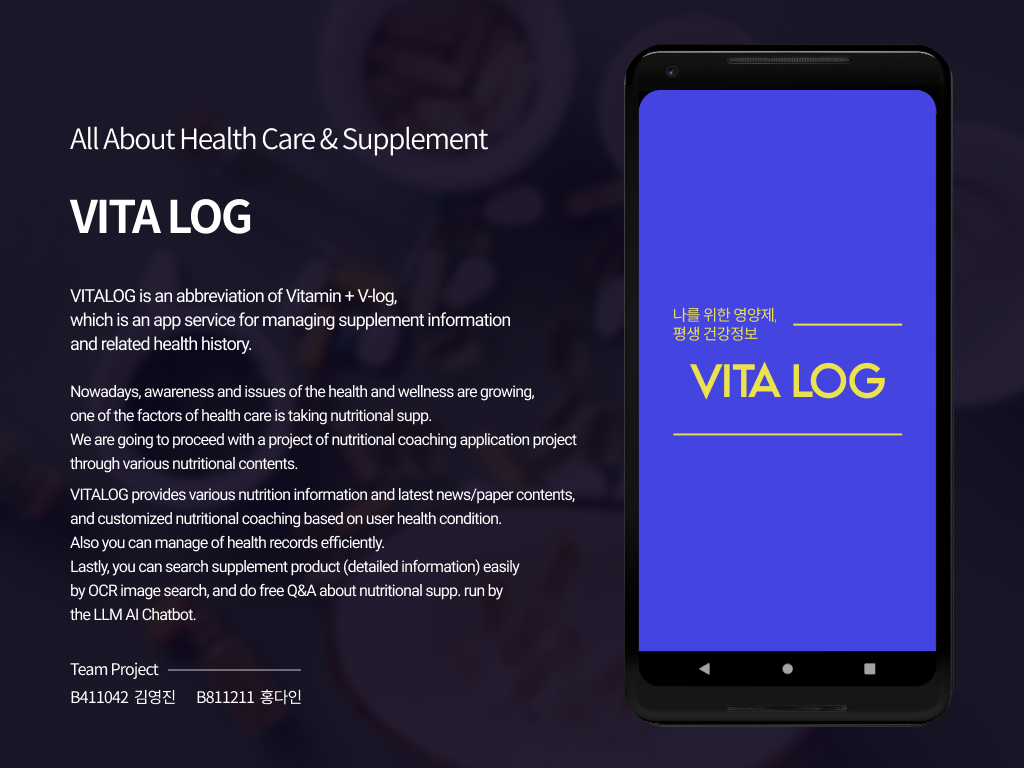 All About Health Care & Supplement
VITA LOG
VITALOG is an abbreviation of Vitamin + V-log,
which is an app service for managing supplement information
and related health history.
Nowadays, awareness and issues of the health and wellness are growing,
one of the factors of health care is taking nutritional supp.
We are going to proceed with a project of nutritional coaching application project
through various nutritional contents.
VITALOG provides various nutrition information and latest news/paper contents,
and customized nutritional coaching based on user health condition.
Also you can manage of health records efficiently.
Lastly, you can search supplement product (detailed information) easily
by OCR image search, and do free Q&A about nutritional supp. run by
the LLM AI Chatbot.
Team Project
B411042 김영진 B811211 홍다인
나를 위한 영양제,
평생 건강정보
VITA LOG